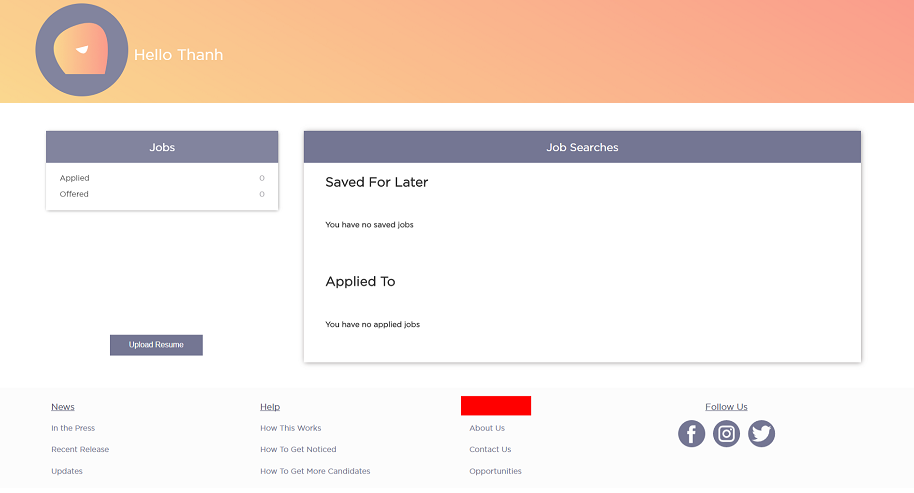 Hello Thanh
Jobs
Applied 0
Offered 0
Upload Resume
Job Searches
Saved For Later
You have no saved jobs
Applied To
You have no applied jobs
News
In the Press
Recent Release
Updates
Help
How This Works
How To Get Noticed
How To Get More Candidates
About Us
Contact Us
Opportunities
Follow Us